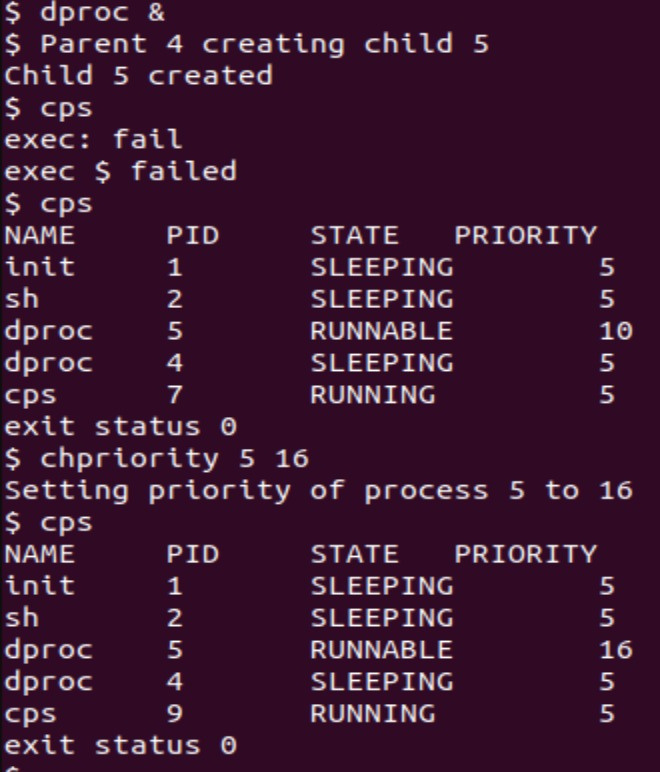 $ dproc &
$ Parent 4 creating child 5
Child 5 created
$ cps
exec: fail
exec $ failed
$ cps
NAME PID STATE PRIORITY
init 1 SLEEPING 5
sh 2 SLEEPING 5
dproc 5 RUNNABLE 10
dproc 4 SLEEPING 5
cps 7 RUNNING 5
exit status 0
$ chpriority 5 16
Setting priority of process 5 to 16
$ cps
NAME PID STATE PRIORITY
init 1 SLEEPING 5
sh 2 SLEEPING 5
dproc 5 RUNNABLE 16
dproc 4 SLEEPING 5
cps 9 RUNNING 5
exit status 0
$